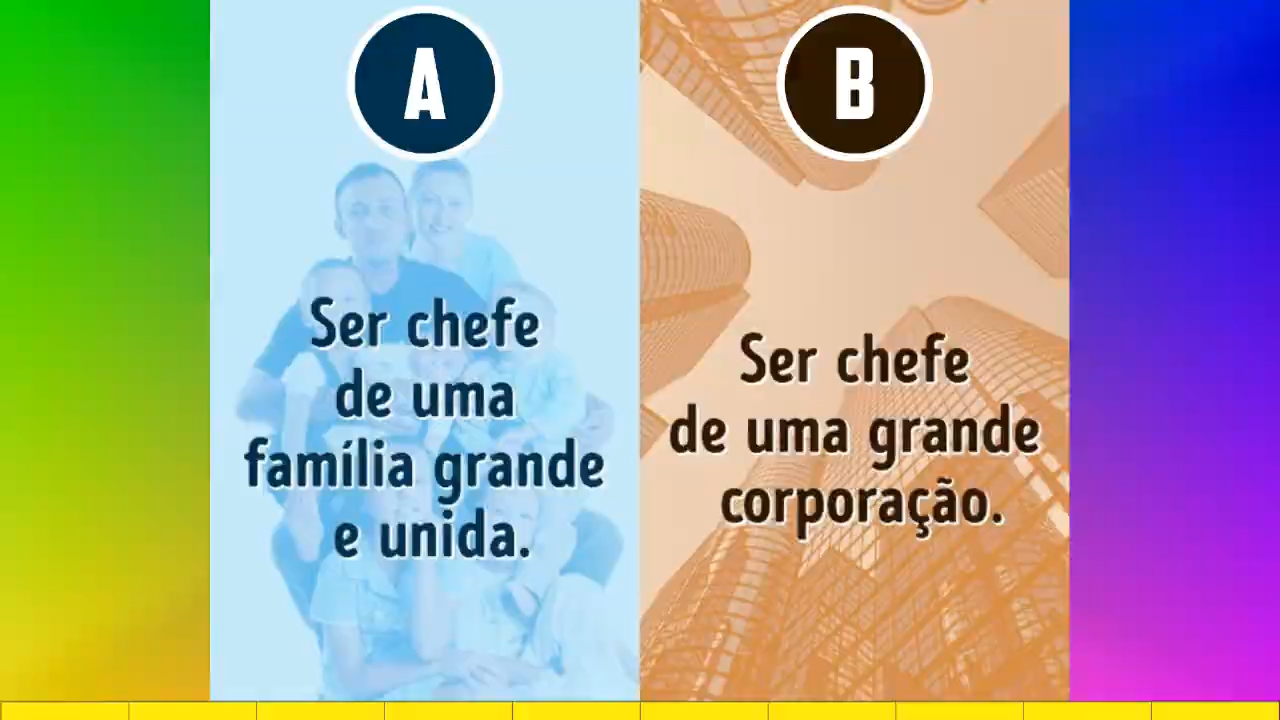 A
Ser chefe
de uma
família grande
e unida.
B
Ser chefe
de uma grande
corporação.